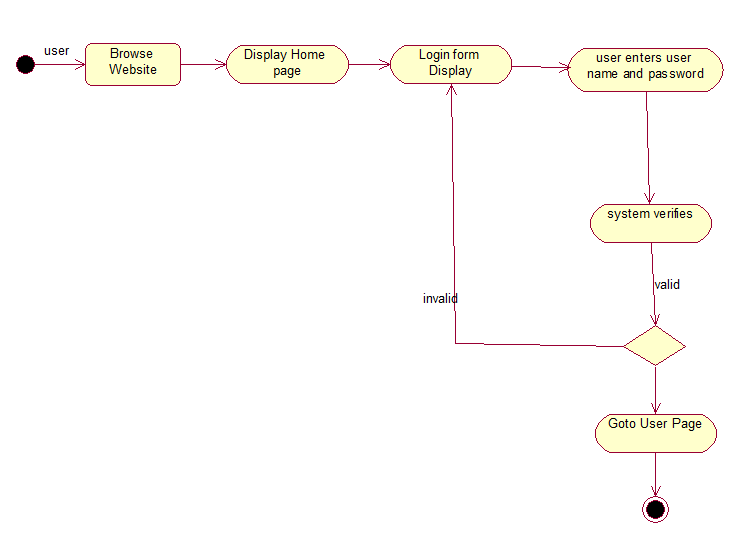 user
Browse
Website
Display Home
page
Login form
Display
user enters user
name and password
system verifies
valid
invalid
Goto User Page